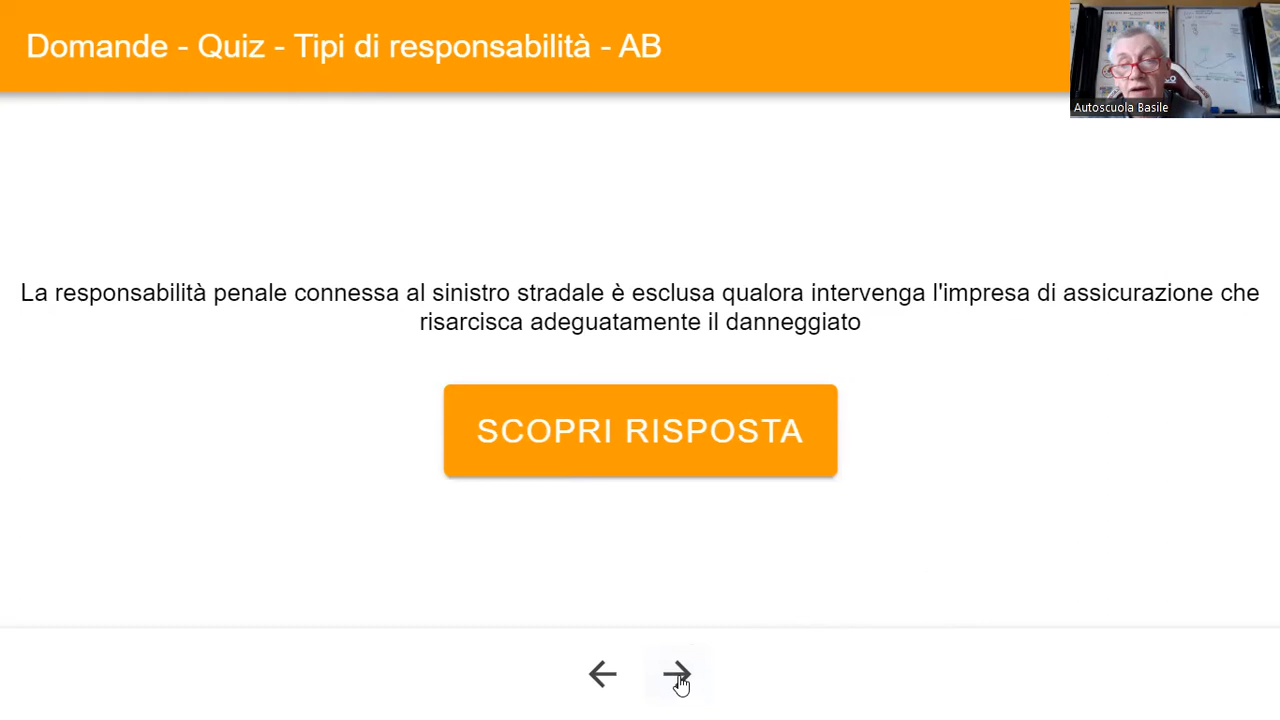 Domande - Quiz - Tipi di responsabilità - AB
Autoscuola Basile
La responsabilità penale connessa al sinistro stradale è esclusa qualora intervenga l'impresa di assicurazione che
risarcisca adeguatamente il danneggiato
SCOPRI RISPOSTA